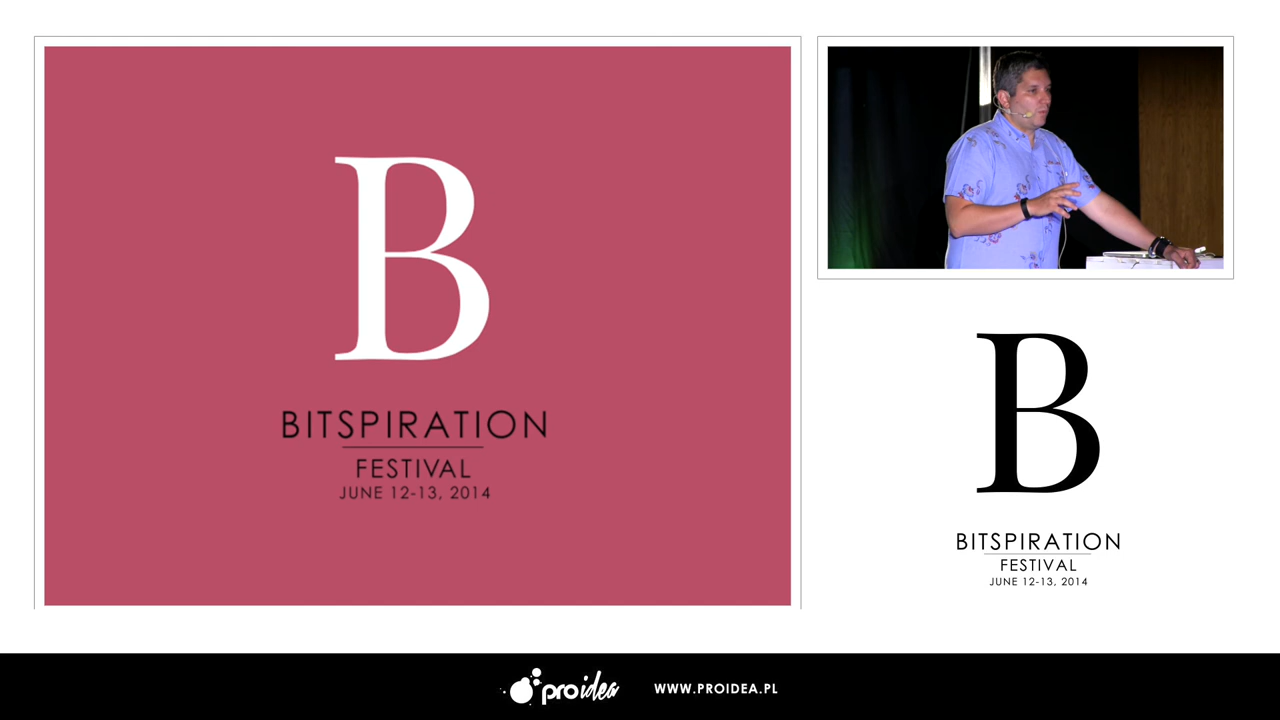 B
BITSPIRATION
FESTIVAL
JUNE 12-13, 2014
B
BITSPIRATION
FESTIVAL
JUNE 12-13, 2014
proidea
WWW.PROIDEA.PL